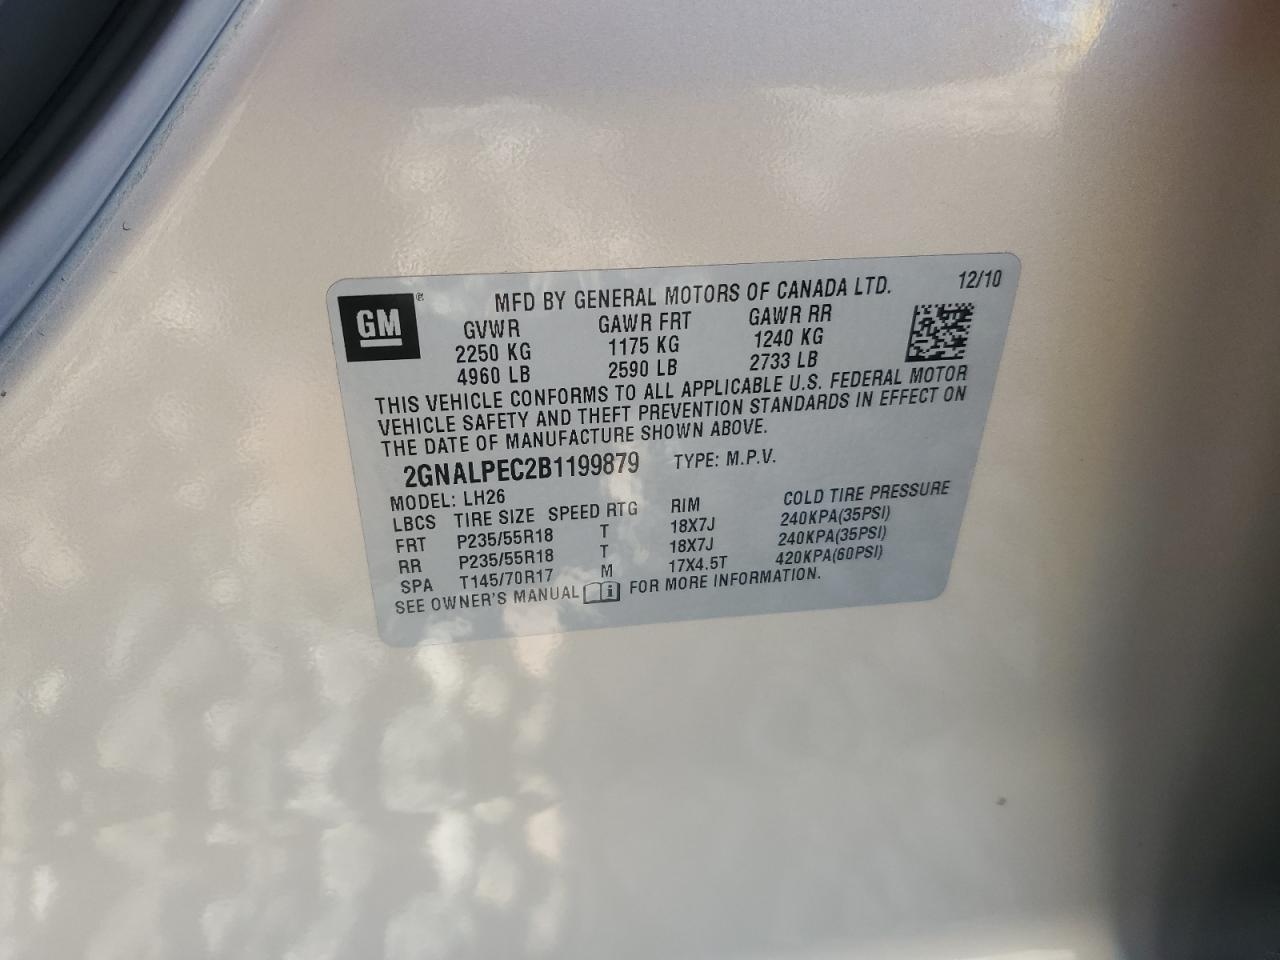 GM ®
MFD BY GENERAL MOTORS OF CANADA LTD. 12/10
GVWR GAWR FRT GAWR RR
2250 KG 1175 KG 1240 KG
4960 LB 2590 LB 2733 LB
THIS VEHICLE CONFORMS TO ALL APPLICABLE U.S. FEDERAL MOTOR
VEHICLE SAFETY AND THEFT PREVENTION STANDARDS IN EFFECT ON
THE DATE OF MANUFACTURE SHOWN ABOVE.
2GNALPEC2B1199879 TYPE: M.P.V.
MODEL: LH26
LBCS TIRE SIZE SPEED RTG RIM COLD TIRE PRESSURE
FRT P235/55R18 T 18X7J 240KPA(35PSI)
RR P235/55R18 T 18X7J 240KPA(35PSI)
SPA T145/70R17 M 17X4.5T 420KPA(60PSI)
SEE OWNER'S MANUAL i FOR MORE INFORMATION.